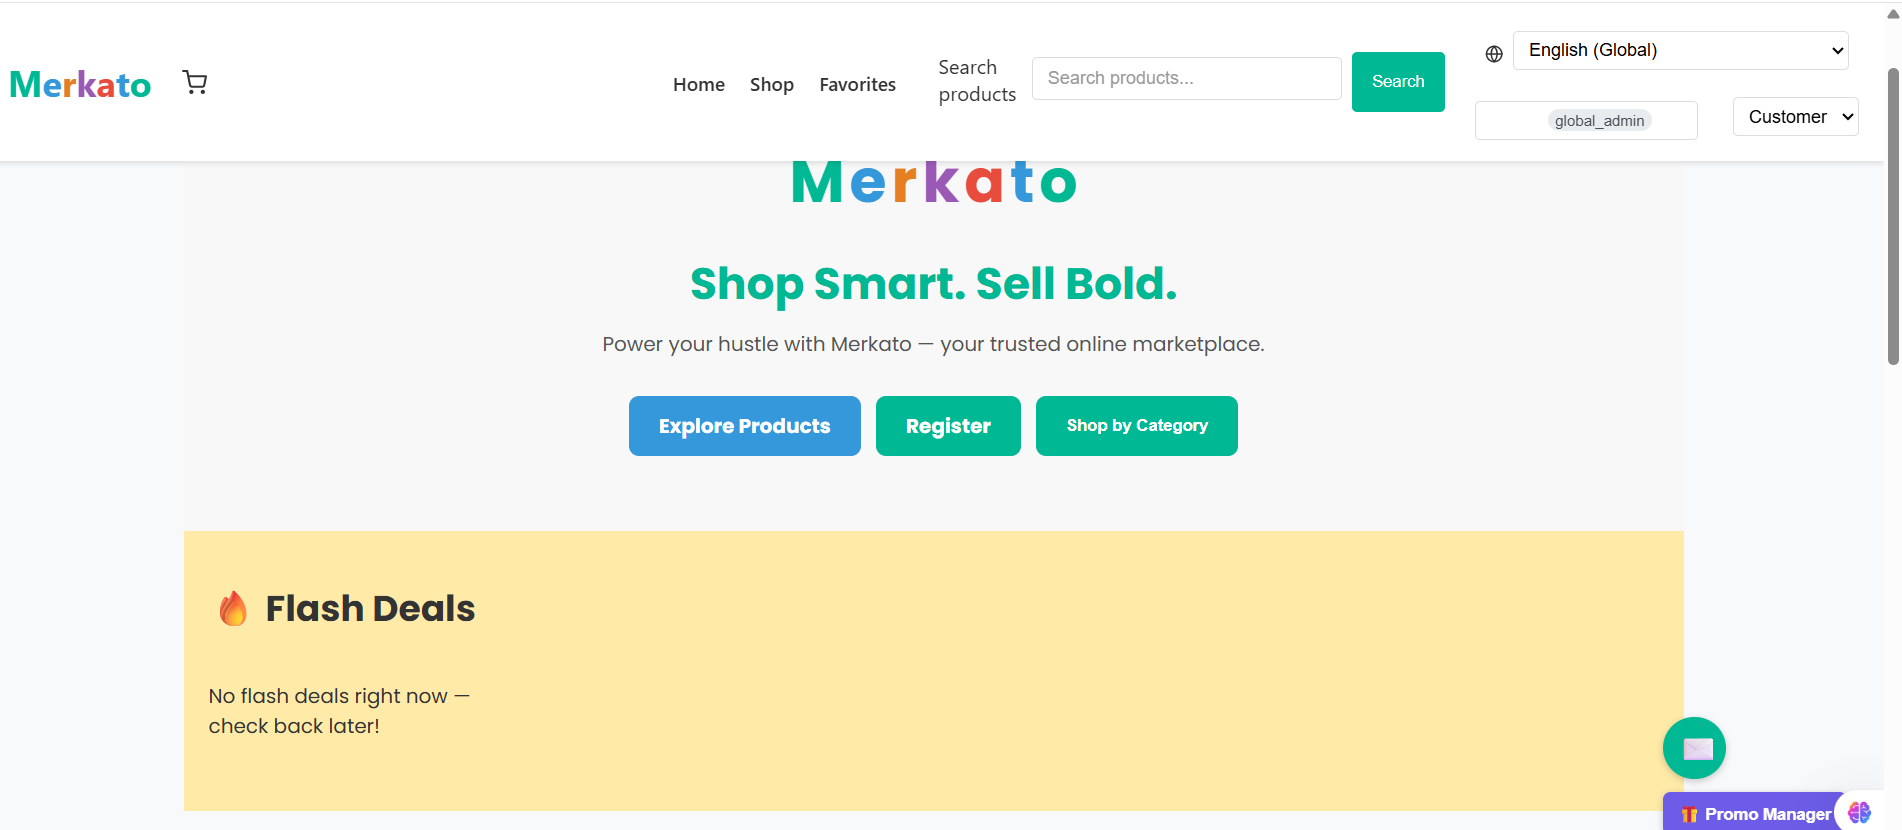 Merkato
Home Shop Favorites
Search
products
Search products...
Search
English (Global)
global_admin
Customer
Merkato
Shop Smart. Sell Bold.
Power your hustle with Merkato — your trusted online marketplace.
Explore Products
Register
Shop by Category
🔥 Flash Deals
No flash deals right now —
check back later!
🎁 Promo Manager